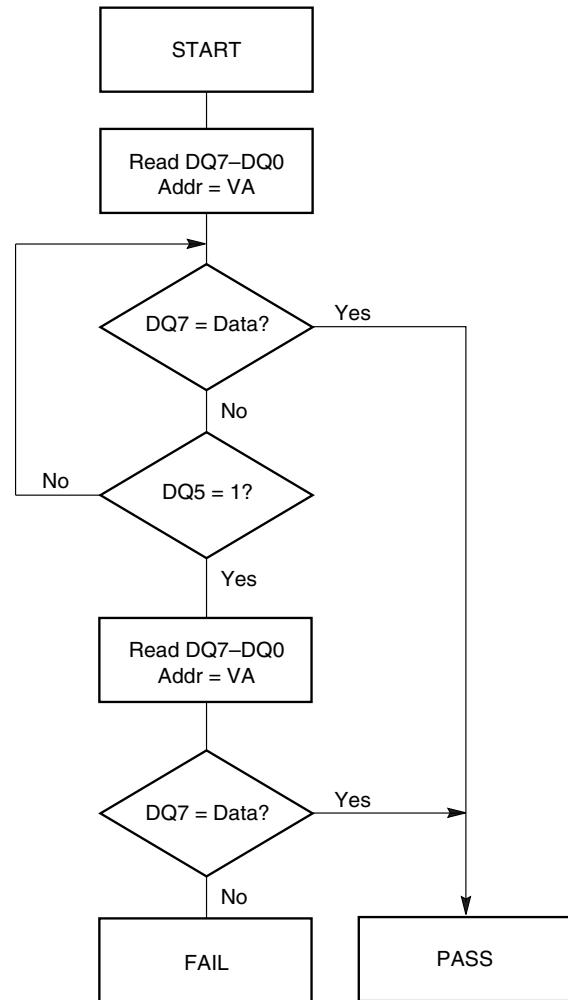 START
Read DQ7–DQ0
Addr = VA
DQ7 = Data?
Yes
No
No
DQ5 = 1?
Yes
Read DQ7–DQ0
Addr = VA
DQ7 = Data?
Yes
No
FAIL
PASS